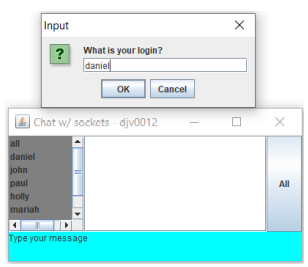 Input
What is your login?
daniel
OK
Cancel
Chat w/ sockets - djv0012
all
daniel
john
paul
holly
mariah
All
Type your message